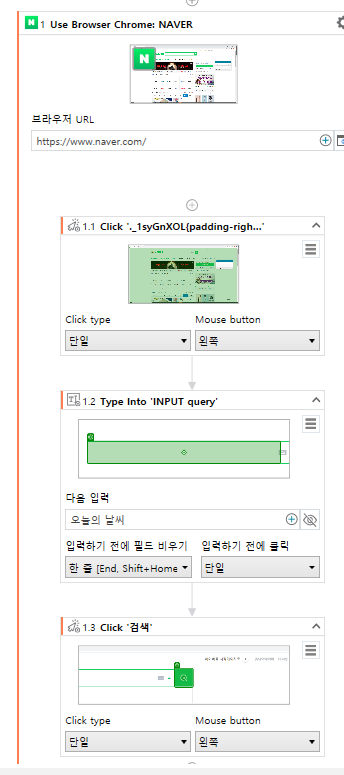 N 1 Use Browser Chrome: NAVER
N
브라우저 URL
https://www.naver.com/
1.1 Click '._1syGnXOL{padding-righ...'
Click type Mouse button
단일 왼쪽
1.2 Type Into 'INPUT query'
다음 입력
오늘의 날씨
입력하기 전에 필드 비우기 입력하기 전에 클릭
한 줄 [End, Shift+Home 단일
1.3 Click '검색'
Click type Mouse button
단일 왼쪽